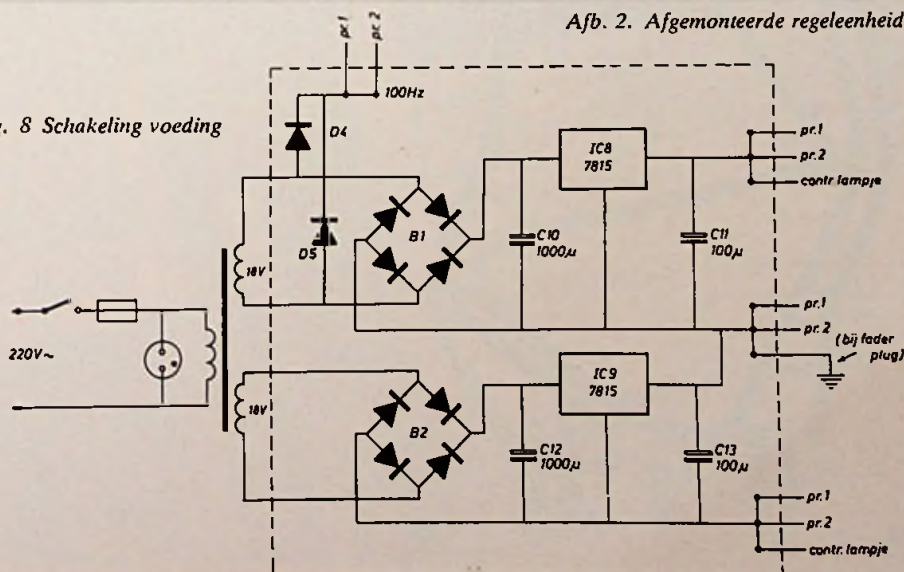 Afb. 2. Afgemonteerde regeleenheid
pr.1
pr.2
100Hz
. 8 Schakeling voeding
D4
D5
18V
B1
C10
1000µ
IC8
7815
C11
100µ
pr.1
pr.2
contr. lampje
220V~
pr.1
pr.2
(bij fader
plug)
18V
B2
C12
1000µ
IC9
7815
C13
100µ
pr.1
pr.2
contr. lampje